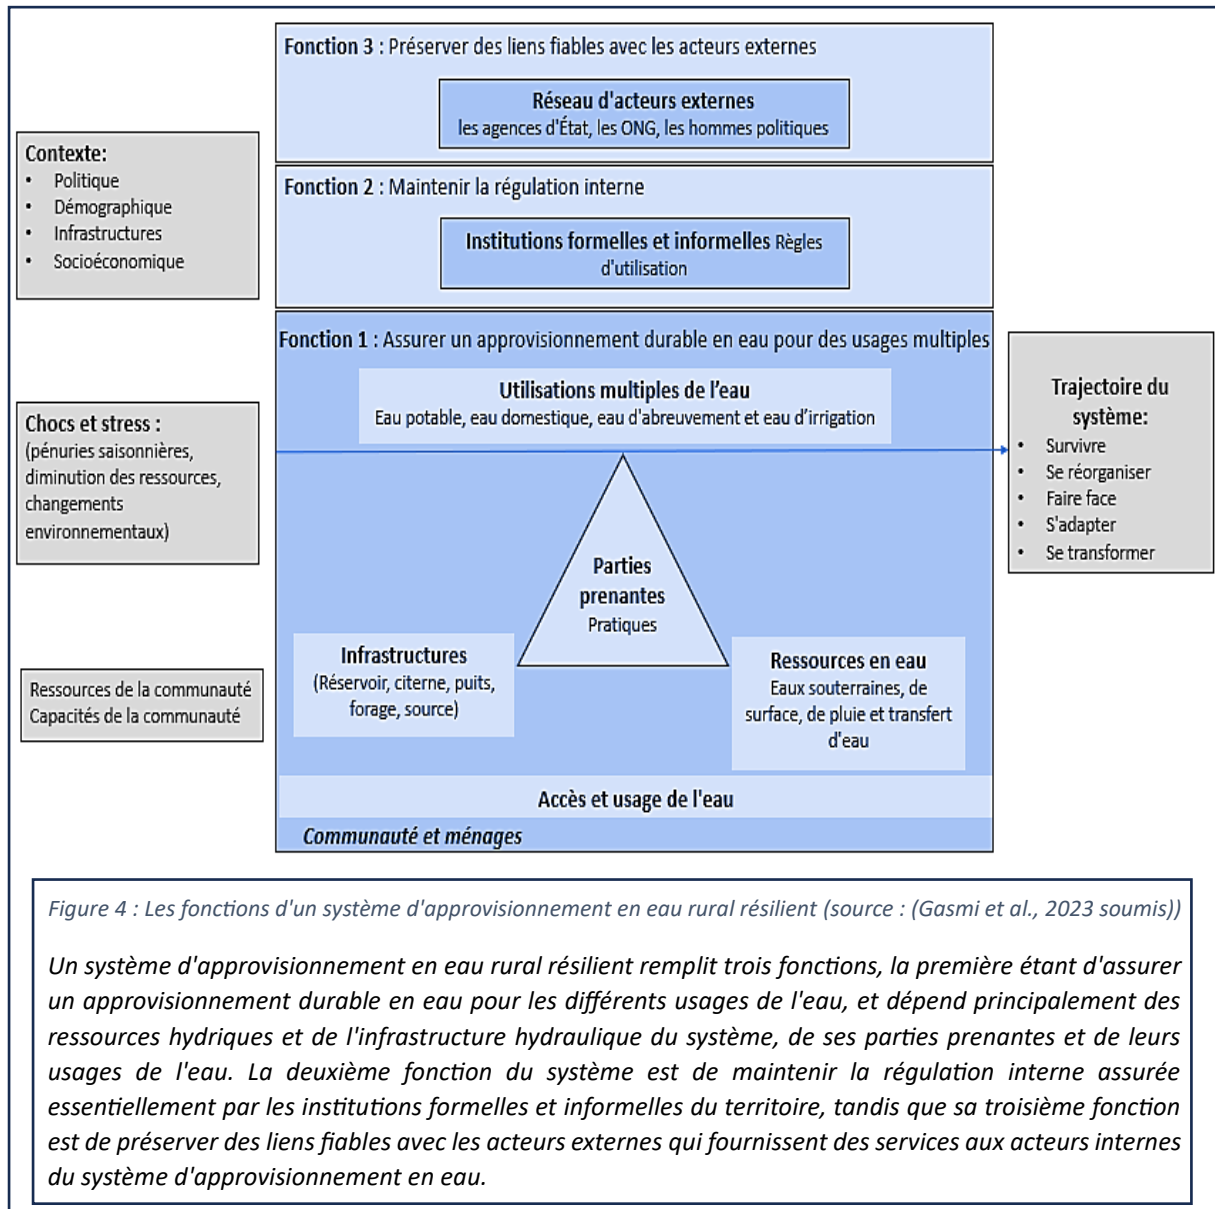 Fonction 3 : Préserver des liens fiables avec les acteurs externes
Réseau d'acteurs externes
les agences d'État, les ONG, les hommes politiques
Contexte:
• Politique
• Démographique
• Infrastructures
• Socioéconomique
Fonction 2 : Maintenir la régulation interne
Institutions formelles et informelles Règles
d'utilisation
Fonction 1 : Assurer un approvisionnement durable en eau pour des usages multiples
Utilisations multiples de l’eau
Eau potable, eau domestique, eau d'abreuvement et eau d’irrigation
Chocs et stress :
(pénuries saisonnières,
diminution des ressources,
changements
environnementaux)
Trajectoire du
système:
• Survivre
• Se réorganiser
• Faire face
• S'adapter
• Se transformer
Parties
prenantes
Pratiques
Infrastructures
(Réservoir, citerne, puits,
forage, source)
Ressources en eau
Eaux souterraines, de
surface, de pluie et transfert
d'eau
Ressources de la communauté
Capacités de la communauté
Accès et usage de l'eau
Communauté et ménages
Figure 4 : Les fonctions d'un système d'approvisionnement en eau rural résilient (source : (Gasmi et al., 2023 soumis))
Un système d'approvisionnement en eau rural résilient remplit trois fonctions, la première étant d'assurer
un approvisionnement durable en eau pour les différents usages de l'eau, et dépend principalement des
ressources hydriques et de l'infrastructure hydraulique du système, de ses parties prenantes et de leurs
usages de l'eau. La deuxième fonction du système est de maintenir la régulation interne assurée
essentiellement par les institutions formelles et informelles du territoire, tandis que sa troisième fonction
est de préserver des liens fiables avec les acteurs externes qui fournissent des services aux acteurs internes
du système d'approvisionnement en eau.